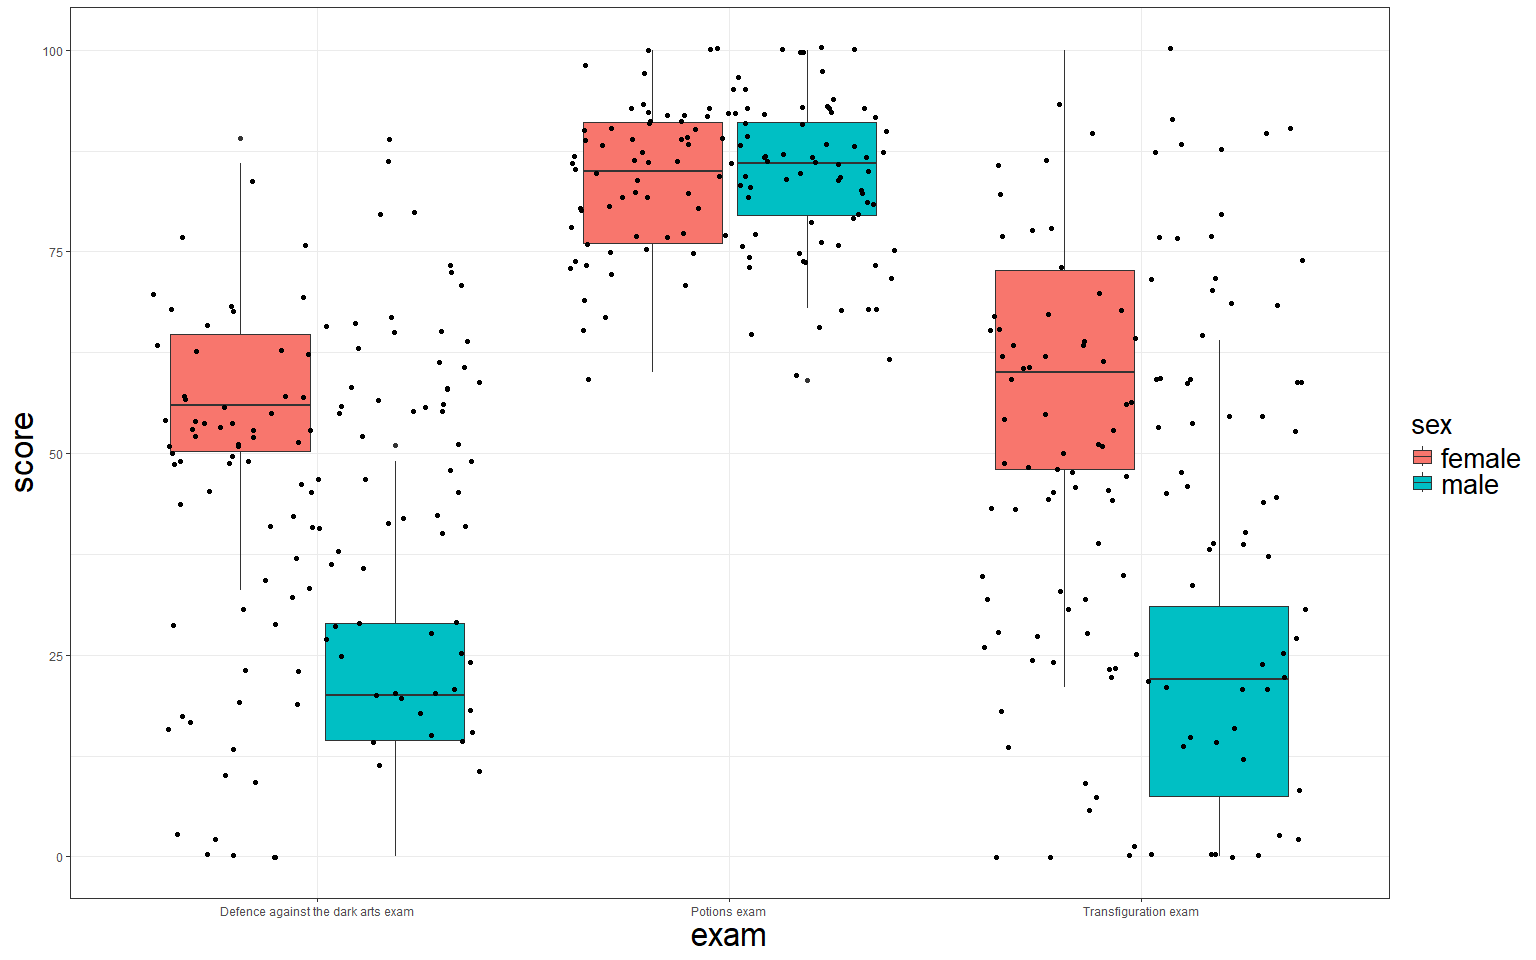 score
100
75
50
25
0
Defence against the dark arts exam
Potions exam
Transfiguration exam
exam
sex
female
male